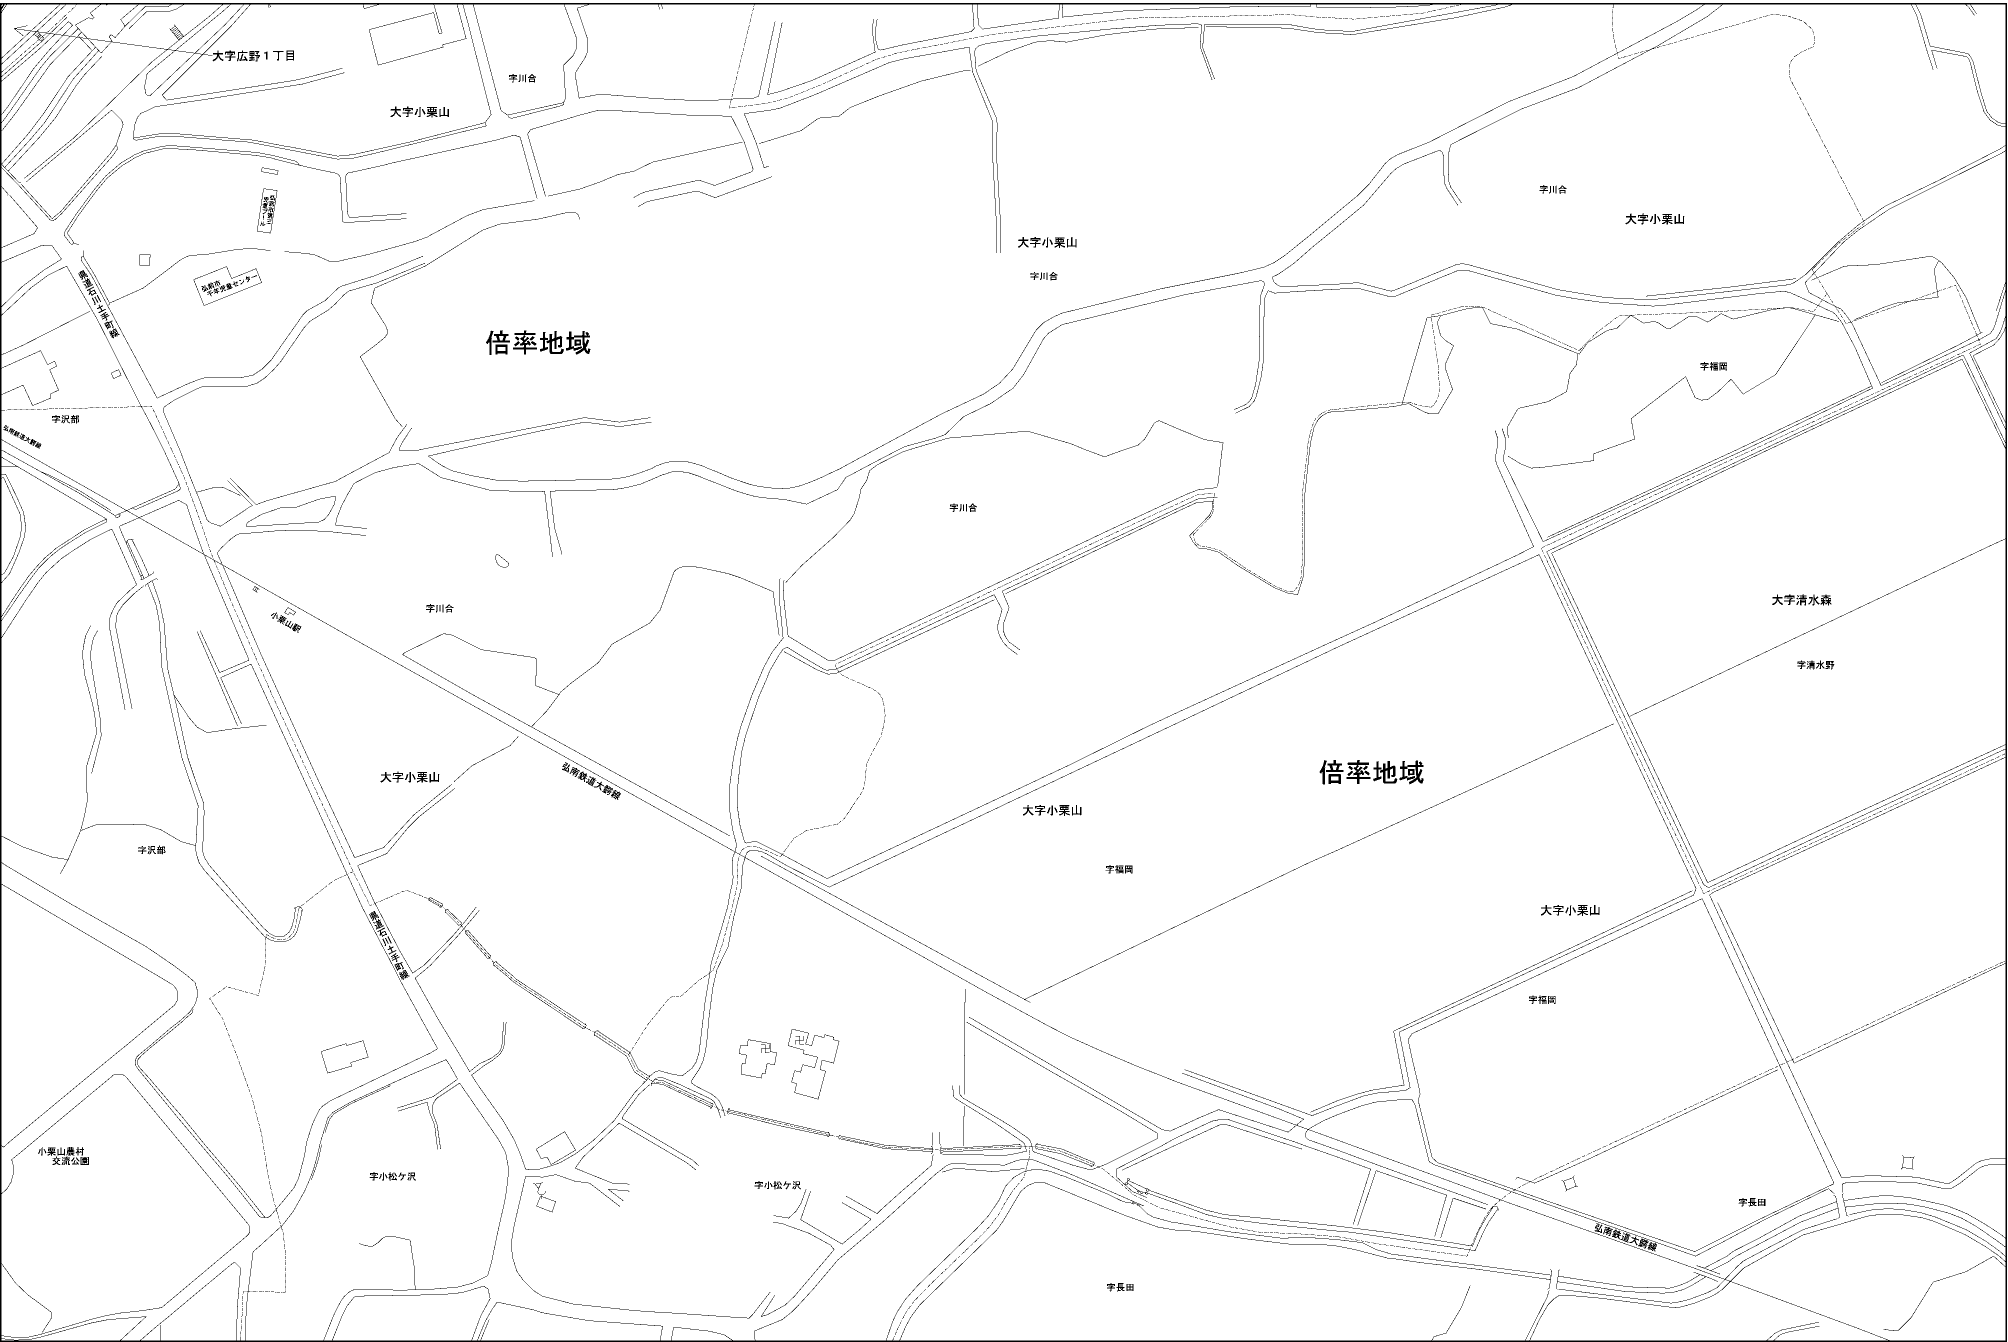 大字広野１丁目
字川合
大字小栗山
字川合
大字小栗山
大字小栗山
字川合
弘前市
千年児童センター
県道石川土手町線
倍率地域
字福岡
字沢部
弘南鉄道大鰐線
字川合
大字清水森
字川合
小栗山駅
字清水野
大字小栗山
弘南鉄道大鰐線
倍率地域
大字小栗山
字沢部
字福岡
大字小栗山
県道石川土手町線
字福岡
小栗山農村
交流公園
字小松ケ沢
字小松ケ沢
字長田
弘南鉄道大鰐線
字長田